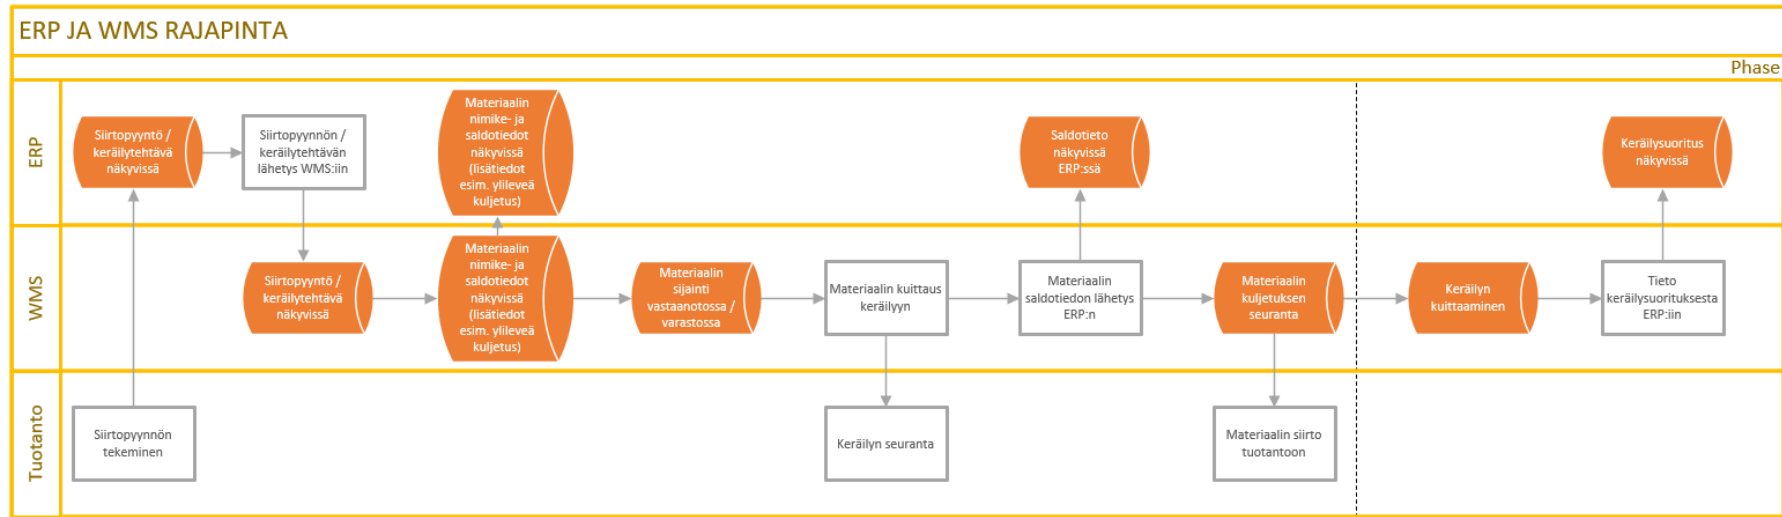 ERP JA WMS RAJAPINTA
Phase
ERP
Siirtopyyntö /
keräilytehtävä
näkyvissä
Siirtopyynnön /
keräilytehtävän
lähetys WMS:iin
Materiaalin
nimike- ja
saldotiedot
näkyvissä
(lisätiedot
esim. ylileveä
kuljetus)
Saldotieto
näkyvissä
ERP:ssä
Keräilysuoritus
näkyvissä
WMS
Siirtopyyntö /
keräilytehtävä
näkyvissä
Materiaalin
nimike- ja
saldotiedot
näkyvissä
(lisätiedot
esim. ylileveä
kuljetus)
Materiaalin
sijainti
vastaanotossa /
varastossa
Materiaalin kuittaus
keräilyyn
Materiaalin
saldotiedon lähetys
ERP:n
Materiaalin
kuljetuksen
seuranta
Keräilyn
kuittaaminen
Tieto
keräilysuorituksesta
ERP:iin
Tuotanto
Siirtopyynnön
tekeminen
Keräilyn seuranta
Materiaalin siirto
tuotantoon